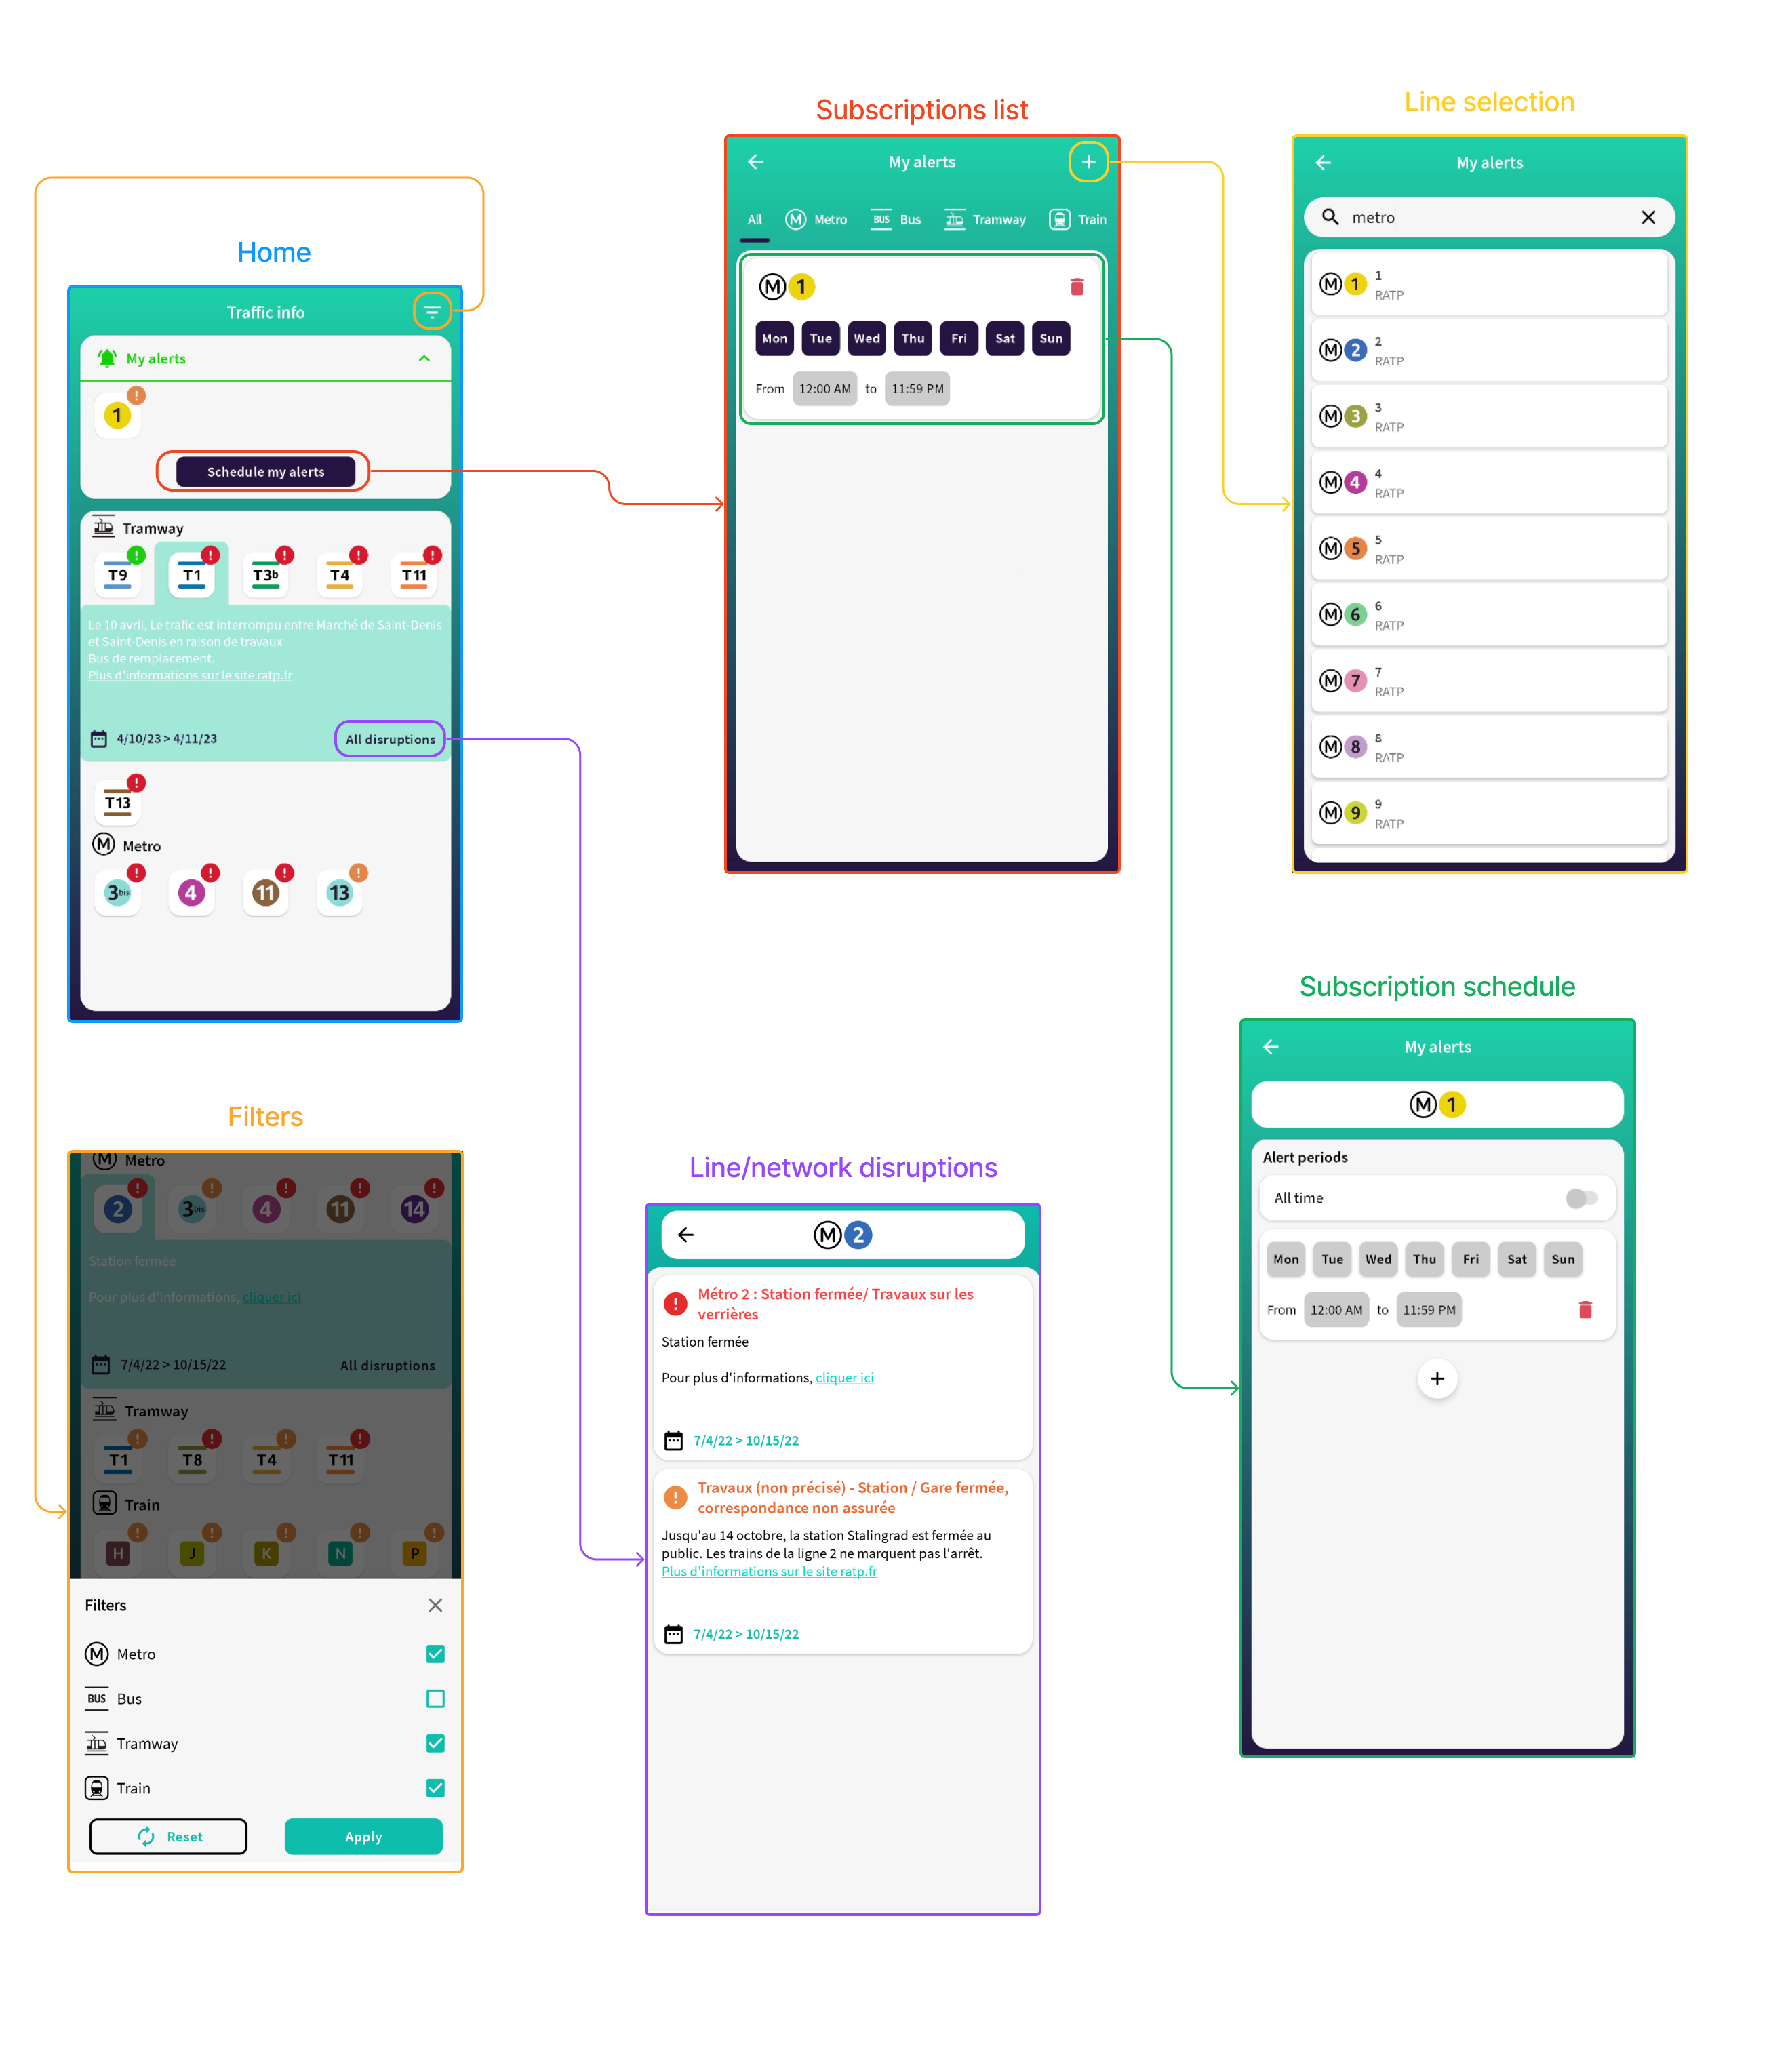 Subscriptions list
My alerts
All
Metro
BUS
Bus
Tramway
Train
M
1
Mon
Tue
Wed
Thu
Fri
Sat
Sun
From
12:00 AM
to
11:59 PM
Line selection
My alerts
metro
M 1
1
RATP
M 2
2
RATP
M 3
3
RATP
M 4
4
RATP
M 5
5
RATP
M 6
6
RATP
M 7
7
RATP
M 8
8
RATP
M 9
9
RATP
Home
Traffic info
My alerts
!
1
Schedule my alerts
Tramway
T9
T1
T3b
T4
T11
Le 10 avril, Le trafic est interrompu entre Marché de Saint-Denis
et Saint-Denis en raison de travaux
Bus de remplacement.
Plus d'informations sur le site ratp.fr
4/10/23 > 4/11/23
All disruptions
T13
M
Metro
3bis
4
11
13
Subscription schedule
My alerts
M 1
Alert periods
All time
Mon
Tue
Wed
Thu
Fri
Sat
Sun
From
12:00 AM
to
11:59 PM
+
Filters
M
Metro
2
3bis
4
11
14
Station fermée
Pour plus d'informations, cliquer ici
7/4/22 > 10/15/22
All disruptions
Tramway
T1
T8
T4
T11
Train
H
J
K
N
P
Filters
M
Metro
BUS
Bus
Tramway
Train
Reset
Apply
Line/network disruptions
M 2
Métro 2 : Station fermée/ Travaux sur les
verrières
Station fermée
Pour plus d'informations, cliquer ici
7/4/22 > 10/15/22
Travaux (non précisé) - Station / Gare fermée,
correspondance non assurée
Jusqu'au 14 octobre, la station Stalingrad est fermée au
public. Les trains de la ligne 2 ne marquent pas l'arrêt.
Plus d'informations sur le site ratp.fr
7/4/22 > 10/15/22